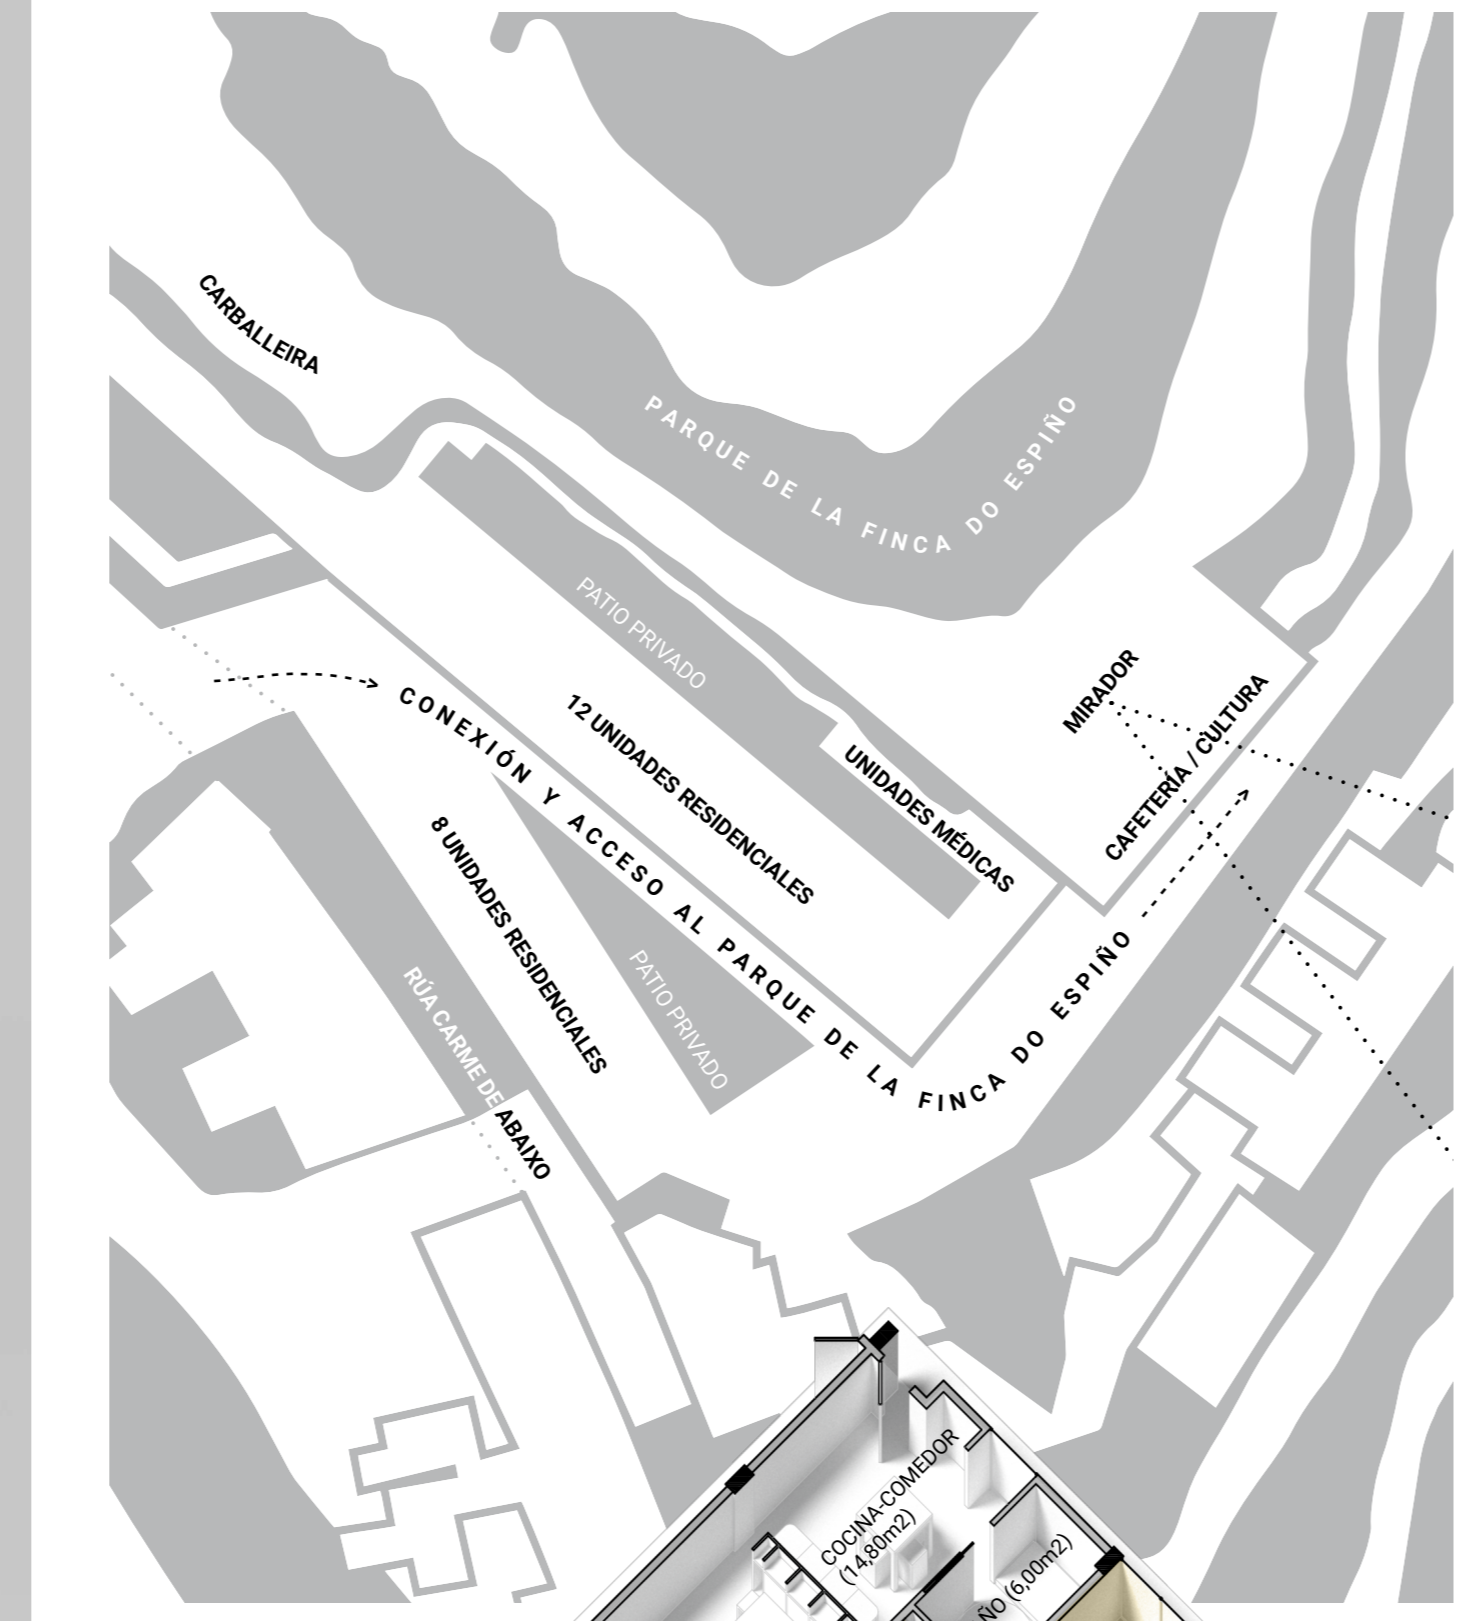 CARBALLEIRA
PARQUE DE LA FINCA DO ESPIÑO
PATIO PRIVADO
MIRADOR
CAFETERÍA / CULTURA
CONEXIÓN Y ACCESO AL PARQUE DE LA FINCA DO ESPIÑO
12 UNIDADES RESIDENCIALES
UNIDADES MÉDICAS
8 UNIDADES RESIDENCIALES
PATIO PRIVADO
RÚA CARME DE ABAIXO
COCINA-COMEDOR
(14,80m2)
(6,00m2)